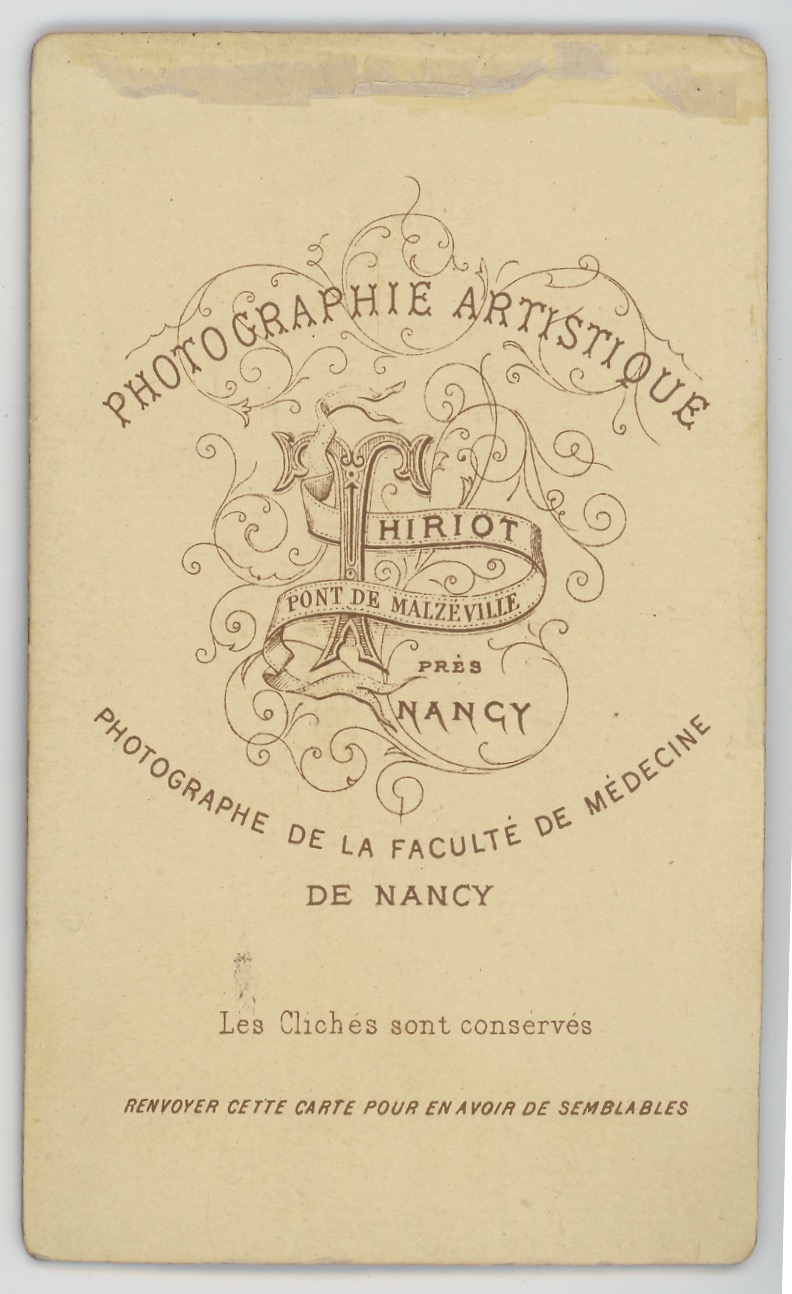 PHOTOGRAPHIE ARTISTIQUE
THIRIOT
PONT DE MALZÉVILLE
PRÈS
NANCY
PHOTOGRAPHE DE LA FACULTÉ DE MÉDECINE
DE NANCY
Les Clichés sont conservés
RENVOYER CETTE CARTE POUR EN AVOIR DE SEMBLABLES